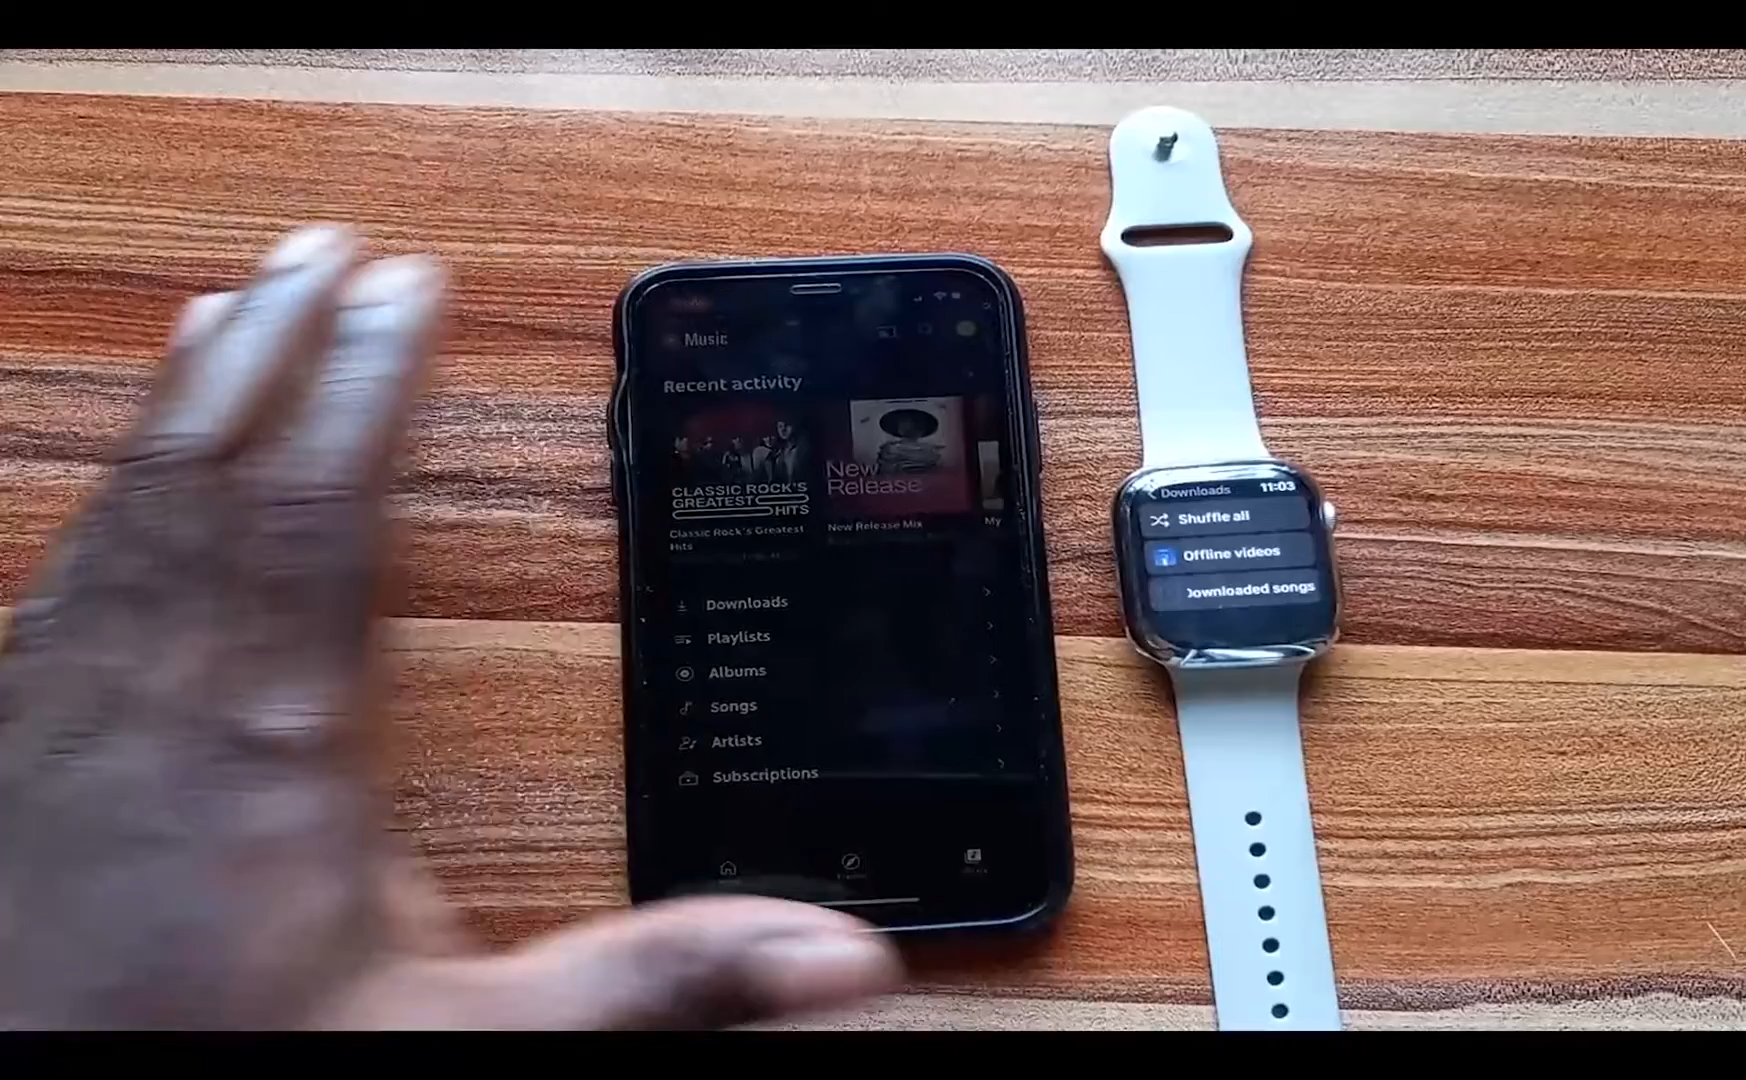 Music
Recent activity
CLASSIC ROCK'S
GREATEST
HITS
New
Release
Classic Rock's Greatest
Hits
New Release Mix
My
Downloads
Playlists
Albums
Songs
Artists
Subscriptions
Downloads 11:03
Shuffle all
Offline videos
ownloaded songs